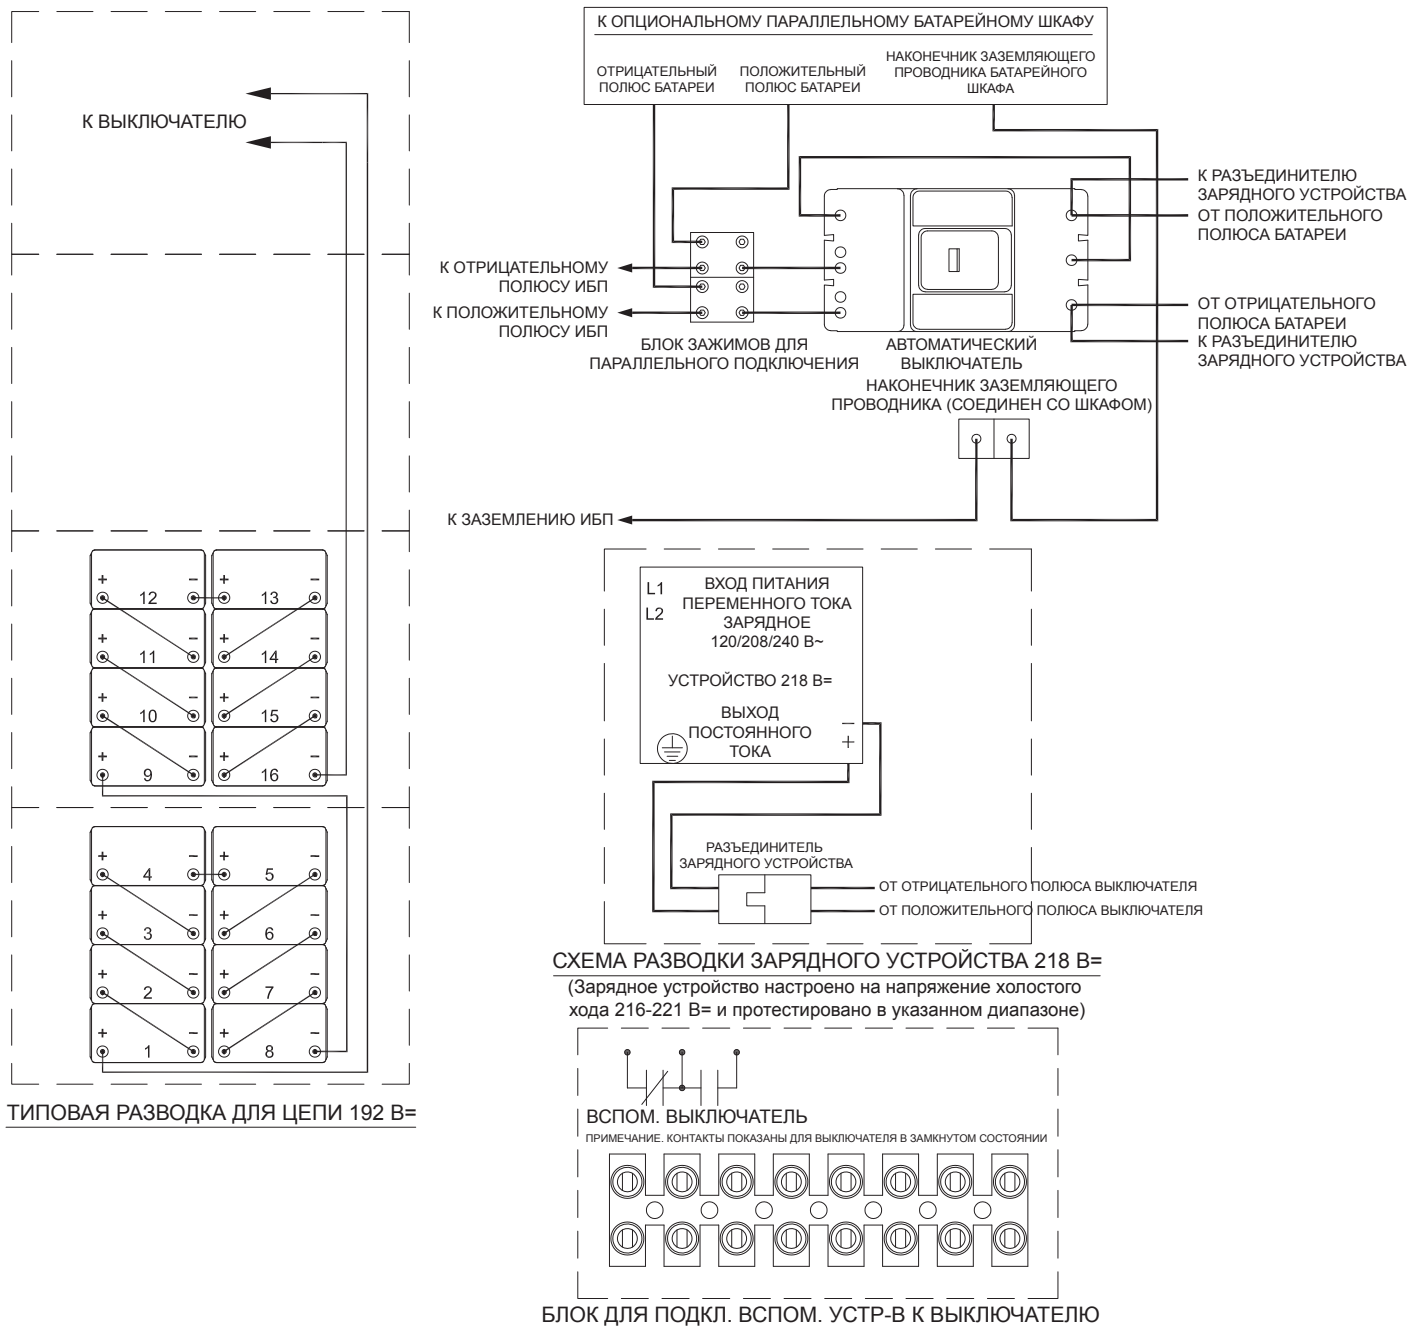 К ВЫКЛЮЧАТЕЛЮ
+ − + −
12 13
+ − + −
11 14
+ − + −
10 15
+ − + −
9 16
+ − + −
4 5
+ − + −
3 6
+ − + −
2 7
+ − + −
1 8
ТИПОВАЯ РАЗВОДКА ДЛЯ ЦЕПИ 192 В=
К ОПЦИОНАЛЬНОМУ ПАРАЛЛЕЛЬНОМУ БАТАРЕЙНОМУ ШКАФУ
ОТРИЦАТЕЛЬНЫЙ
ПОЛЮС БАТАРЕИ
ПОЛОЖИТЕЛЬНЫЙ
ПОЛЮС БАТАРЕИ
НАКОНЕЧНИК ЗАЗЕМЛЯЮЩЕГО
ПРОВОДНИКА БАТАРЕЙНОГО
ШКАФА
К РАЗЪЕДИНИТЕЛЮ
ЗАРЯДНОГО УСТРОЙСТВА
ОТ ПОЛОЖИТЕЛЬНОГО
ПОЛЮСА БАТАРЕИ
К ОТРИЦАТЕЛЬНОМУ
ПОЛЮСУ ИБП
К ПОЛОЖИТЕЛЬНОМУ
ПОЛЮСУ ИБП
ОТ ОТРИЦАТЕЛЬНОГО
ПОЛЮСА БАТАРЕИ
К РАЗЪЕДИНИТЕЛЮ
ЗАРЯДНОГО УСТРОЙСТВА
БЛОК ЗАЖИМОВ ДЛЯ
ПАРАЛЛЕЛЬНОГО ПОДКЛЮЧЕНИЯ
АВТОМАТИЧЕСКИЙ
ВЫКЛЮЧАТЕЛЬ
НАКОНЕЧНИК ЗАЗЕМЛЯЮЩЕГО
ПРОВОДНИКА (СОЕДИНЕН СО ШКАФОМ)
К ЗАЗЕМЛЕНИЮ ИБП
L1
L2
ВХОД ПИТАНИЯ
ПЕРЕМЕННОГО ТОКА
ЗАРЯДНОЕ
120/208/240 В~
УСТРОЙСТВО 218 В=
ВЫХОД
ПОСТОЯННОГО
ТОКА
−
+
РАЗЪЕДИНИТЕЛЬ
ЗАРЯДНОГО УСТРОЙСТВА
ОТ ОТРИЦАТЕЛЬНОГО ПОЛЮСА ВЫКЛЮЧАТЕЛЯ
ОТ ПОЛОЖИТЕЛЬНОГО ПОЛЮСА ВЫКЛЮЧАТЕЛЯ
СХЕМА РАЗВОДКИ ЗАРЯДНОГО УСТРОЙСТВА 218 В=
(Зарядное устройство настроено на напряжение холостого
хода 216-221 В= и протестировано в указанном диапазоне)
ВСПОМ. ВЫКЛЮЧАТЕЛЬ
ПРИМЕЧАНИЕ. КОНТАКТЫ ПОКАЗАНЫ ДЛЯ ВЫКЛЮЧАТЕЛЯ В ЗАМКНУТОМ СОСТОЯНИИ
БЛОК ДЛЯ ПОДКЛ. ВСПОМ. УСТР-В К ВЫКЛЮЧАТЕЛЮ